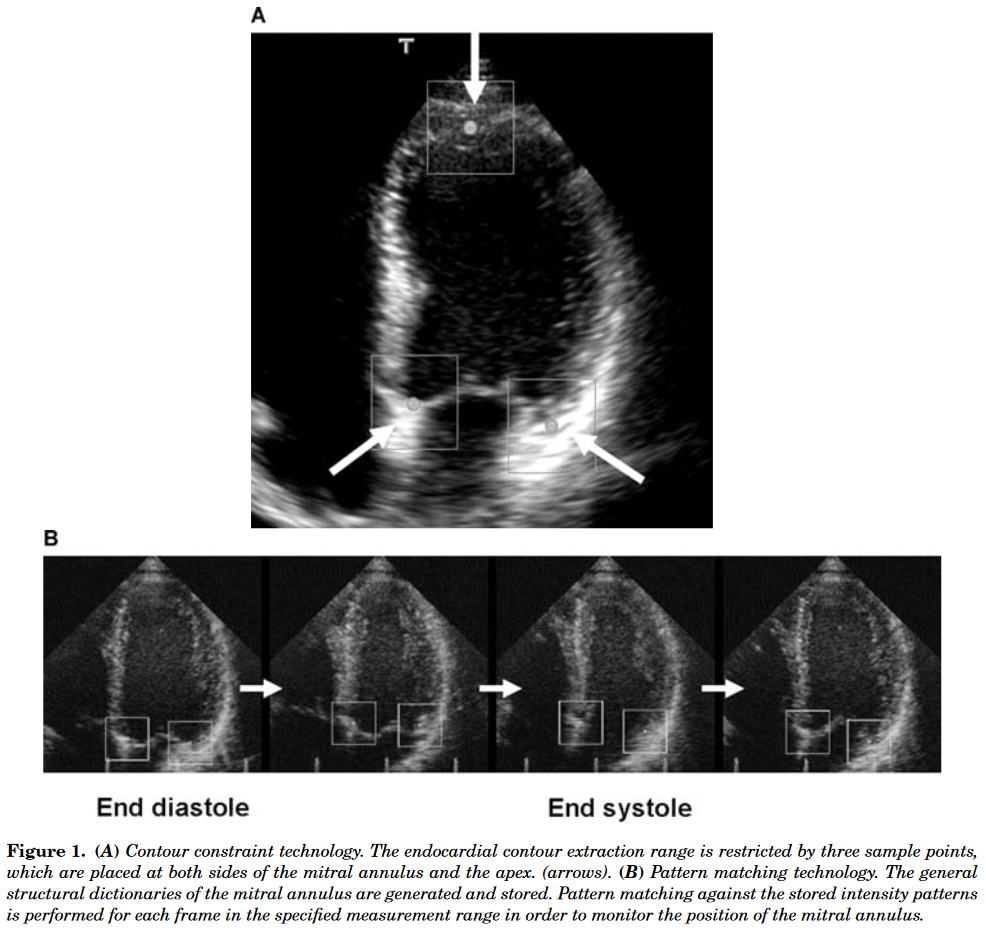 A
T
B
End diastole
End systole
Figure 1. (A) Contour constraint technology. The endocardial contour extraction range is restricted by three sample points,
which are placed at both sides of the mitral annulus and the apex. (arrows). (B) Pattern matching technology. The general
structural dictionaries of the mitral annulus are generated and stored. Pattern matching against the stored intensity patterns
is performed for each frame in the specified measurement range in order to monitor the position of the mitral annulus.